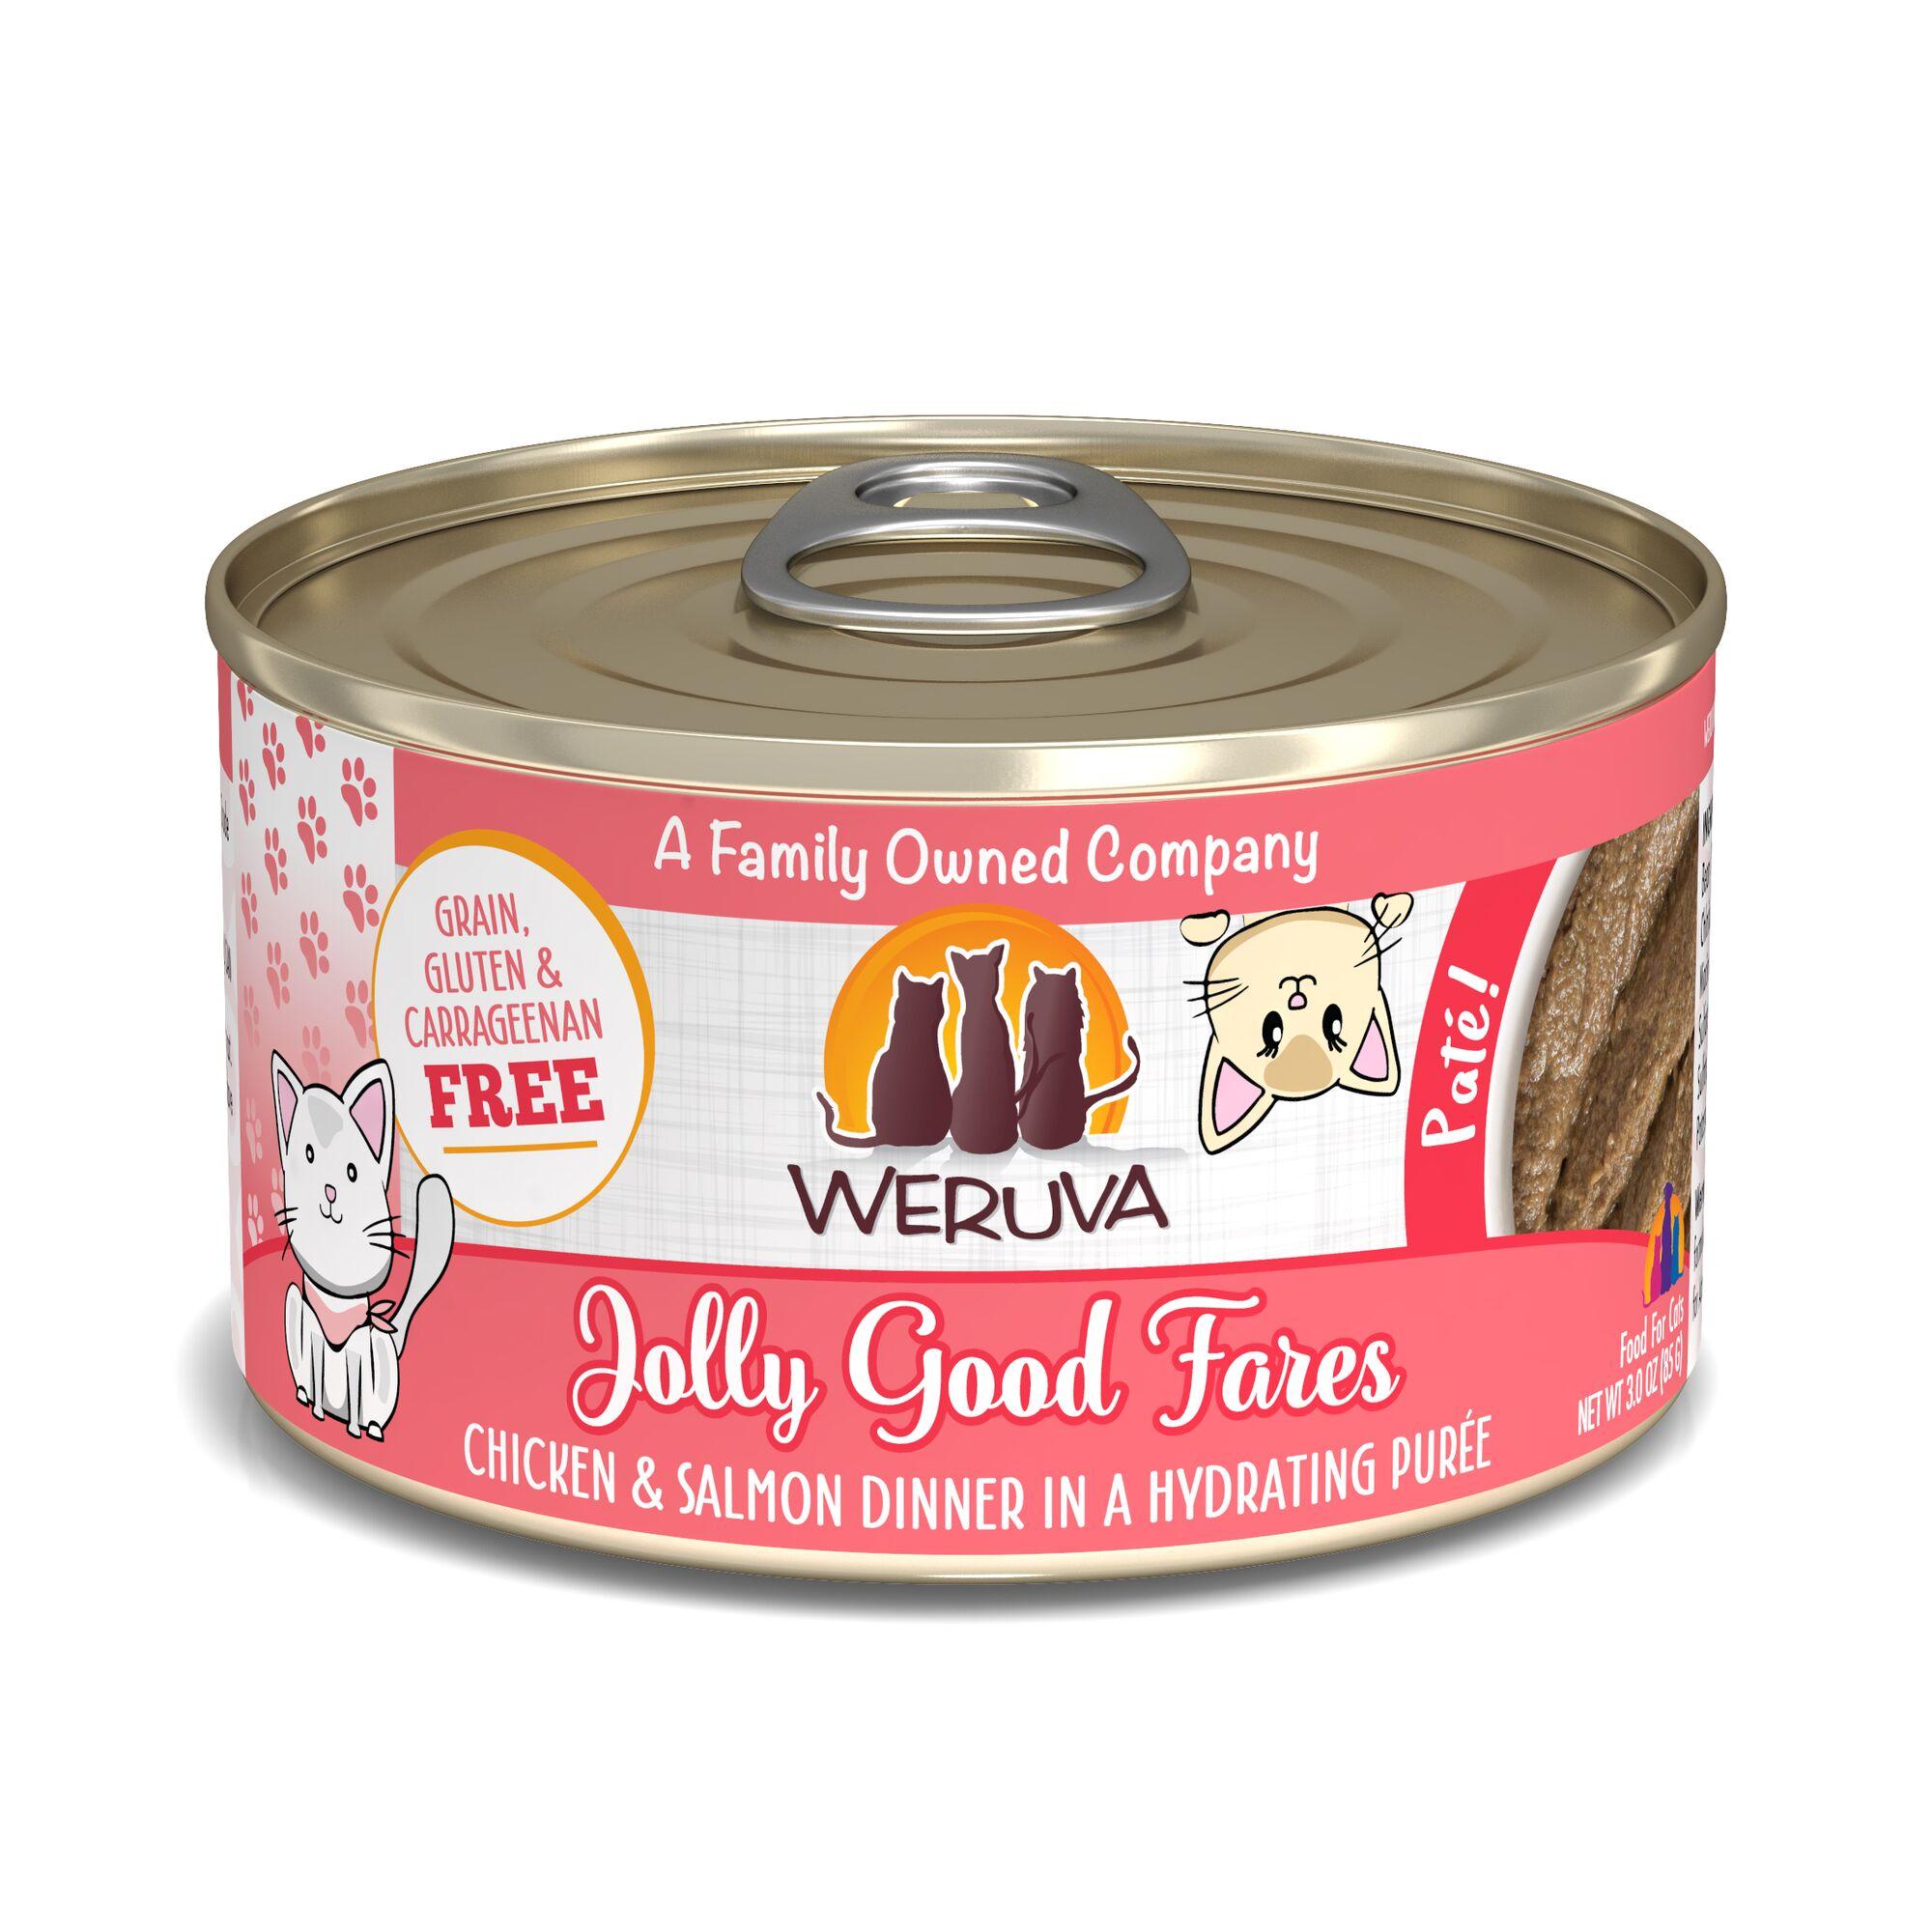 A Family Owned Company
GRAIN,
GLUTEN &
CARRAGEENAN
FREE
WERUVA
Paté!
Jolly Good Fares
CHICKEN & SALMON DINNER IN A HYDRATING PURÉE
Food For Cats
NET WT 3.0 OZ (85 G)